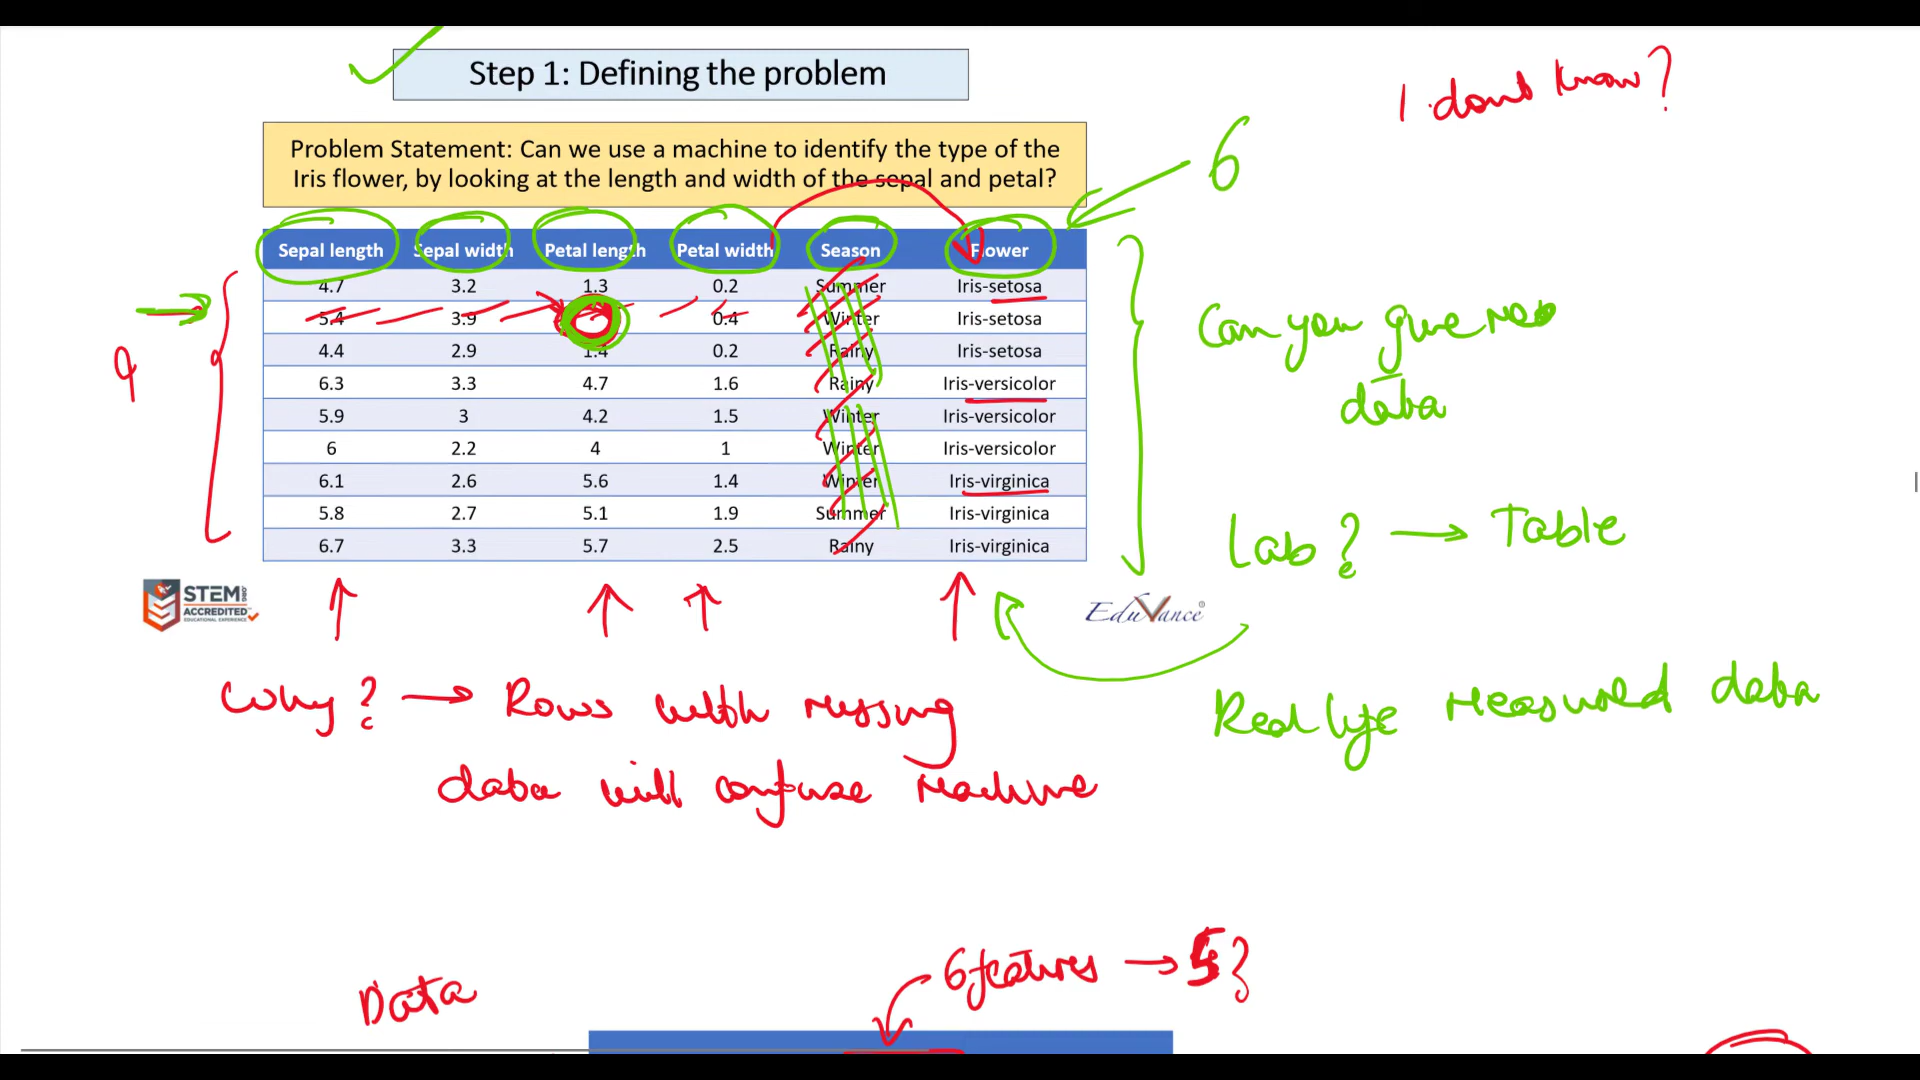 Step 1: Defining the problem
I dont know?
6
Problem Statement: Can we use a machine to identify the type of the
Iris flower, by looking at the length and width of the sepal and petal?
Sepal length Sepal width Petal length Petal width Season Flower
4.7 3.2 1.3 0.2 Summer Iris-setosa
5.4 3.9 0.4 Winter Iris-setosa
4.4 2.9 1.4 0.2 Rainy Iris-setosa
6.3 3.3 4.7 1.6 Rainy Iris-versicolor
5.9 3 4.2 1.5 Winter Iris-versicolor
6 2.2 4 1 Winter Iris-versicolor
6.1 2.6 5.6 1.4 Winter Iris-virginica
5.8 2.7 5.1 1.9 Summer Iris-virginica
6.7 3.3 5.7 2.5 Rainy Iris-virginica
9
Can you give me
data
Lab? → Table
Real life measured data
STEM.ORG
ACCREDITED
EDUCATIONAL EXPERIENCE
EduVance®
Why? → Rows with missing
data will confuse machine
6 features → 5?
Data